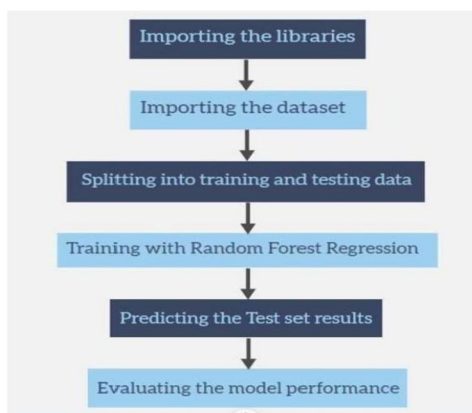 Importing the libraries
Importing the dataset
Splitting into training and testing data
Training with Random Forest Regression
Predicting the Test set results
Evaluating the model performance